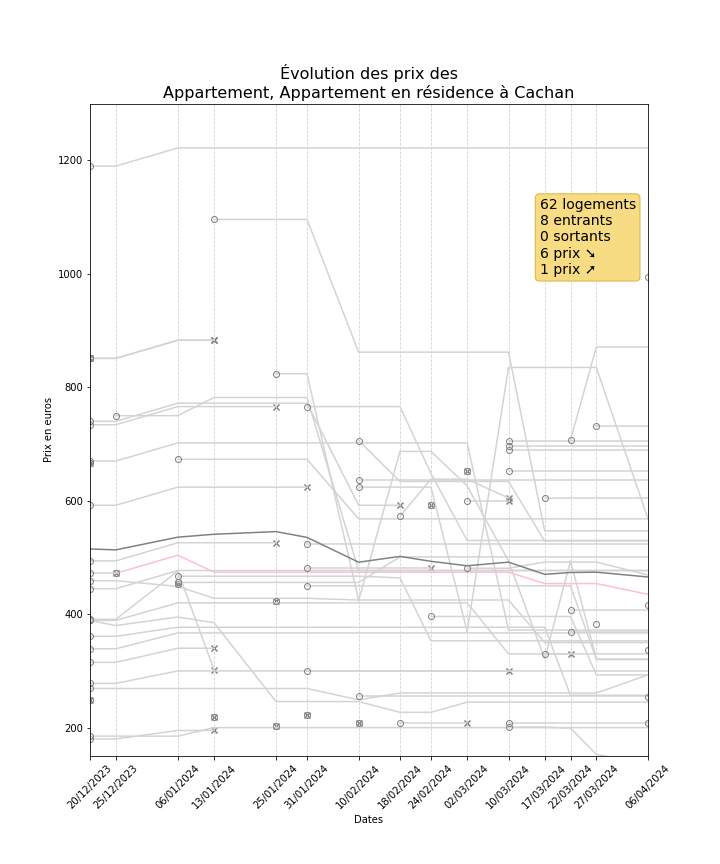 Évolution des prix des
Appartement, Appartement en résidence à Cachan
1200
1000
800
600
400
200
Prix en euros
62 logements
8 entrants
0 sortants
6 prix ↘
1 prix ↗
20/12/2023
25/12/2023
06/01/2024
13/01/2024
25/01/2024
31/01/2024
10/02/2024
18/02/2024
24/02/2024
02/03/2024
10/03/2024
17/03/2024
22/03/2024
27/03/2024
06/04/2024
Dates